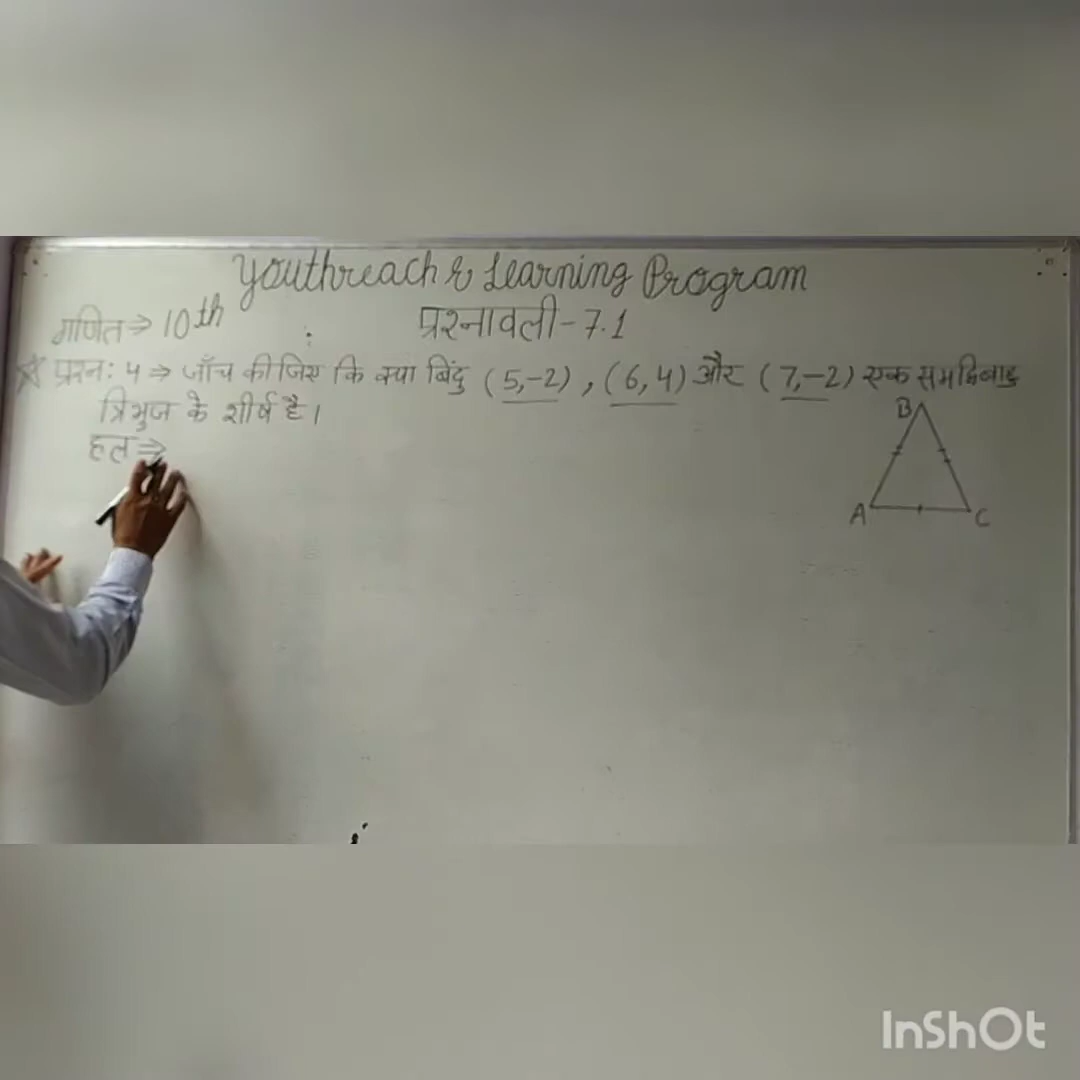 Youthreach & Learning Program
गणित ⇒ 10th
प्रश्नावली - 7.1
प्रश्न: 4 ⇒ जाँच कीजिए कि क्या बिंदु (5,-2) , (6,4) और (7,-2) एक समद्विबाहु
त्रिभुज के शीर्ष है।
हल ⇒
B
A
C
InShOt